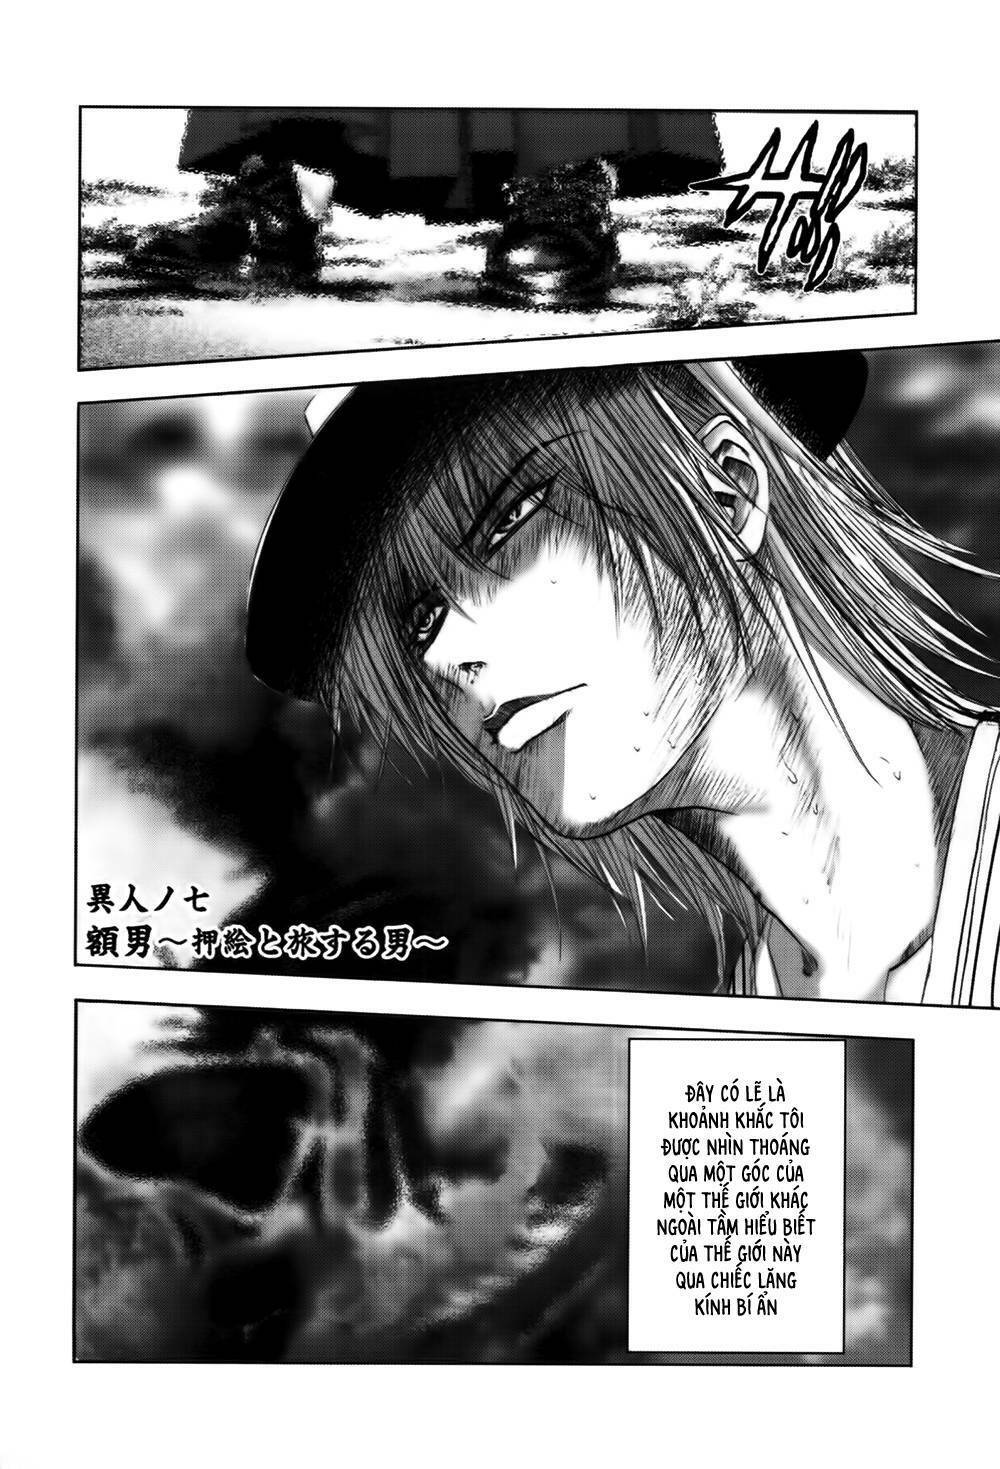 ザッ
異人ノ七
額男～押絵と旅する男～
ĐÂY CÓ LẼ LÀ
KHOẢNH KHẮC TÔI
ĐƯỢC NHÌN THOÁNG
QUA MỘT GÓC CỦA
MỘT THẾ GIỚI KHÁC
NGOÀI TẦM HIỂU BIẾT
CỦA THẾ GIỚI NÀY
QUA CHIẾC LĂNG
KÍNH BÍ ẨN